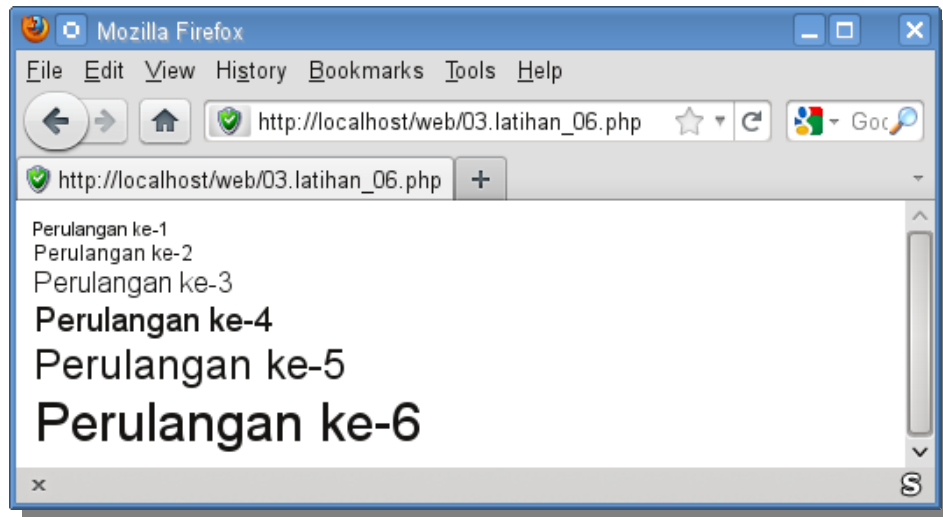 Mozilla Firefox
File Edit View History Bookmarks Tools Help
http://localhost/web/03.latihan_06.php
http://localhost/web/03.latihan_06.php
Perulangan ke-1
Perulangan ke-2
Perulangan ke-3
Perulangan ke-4
Perulangan ke-5
Perulangan ke-6